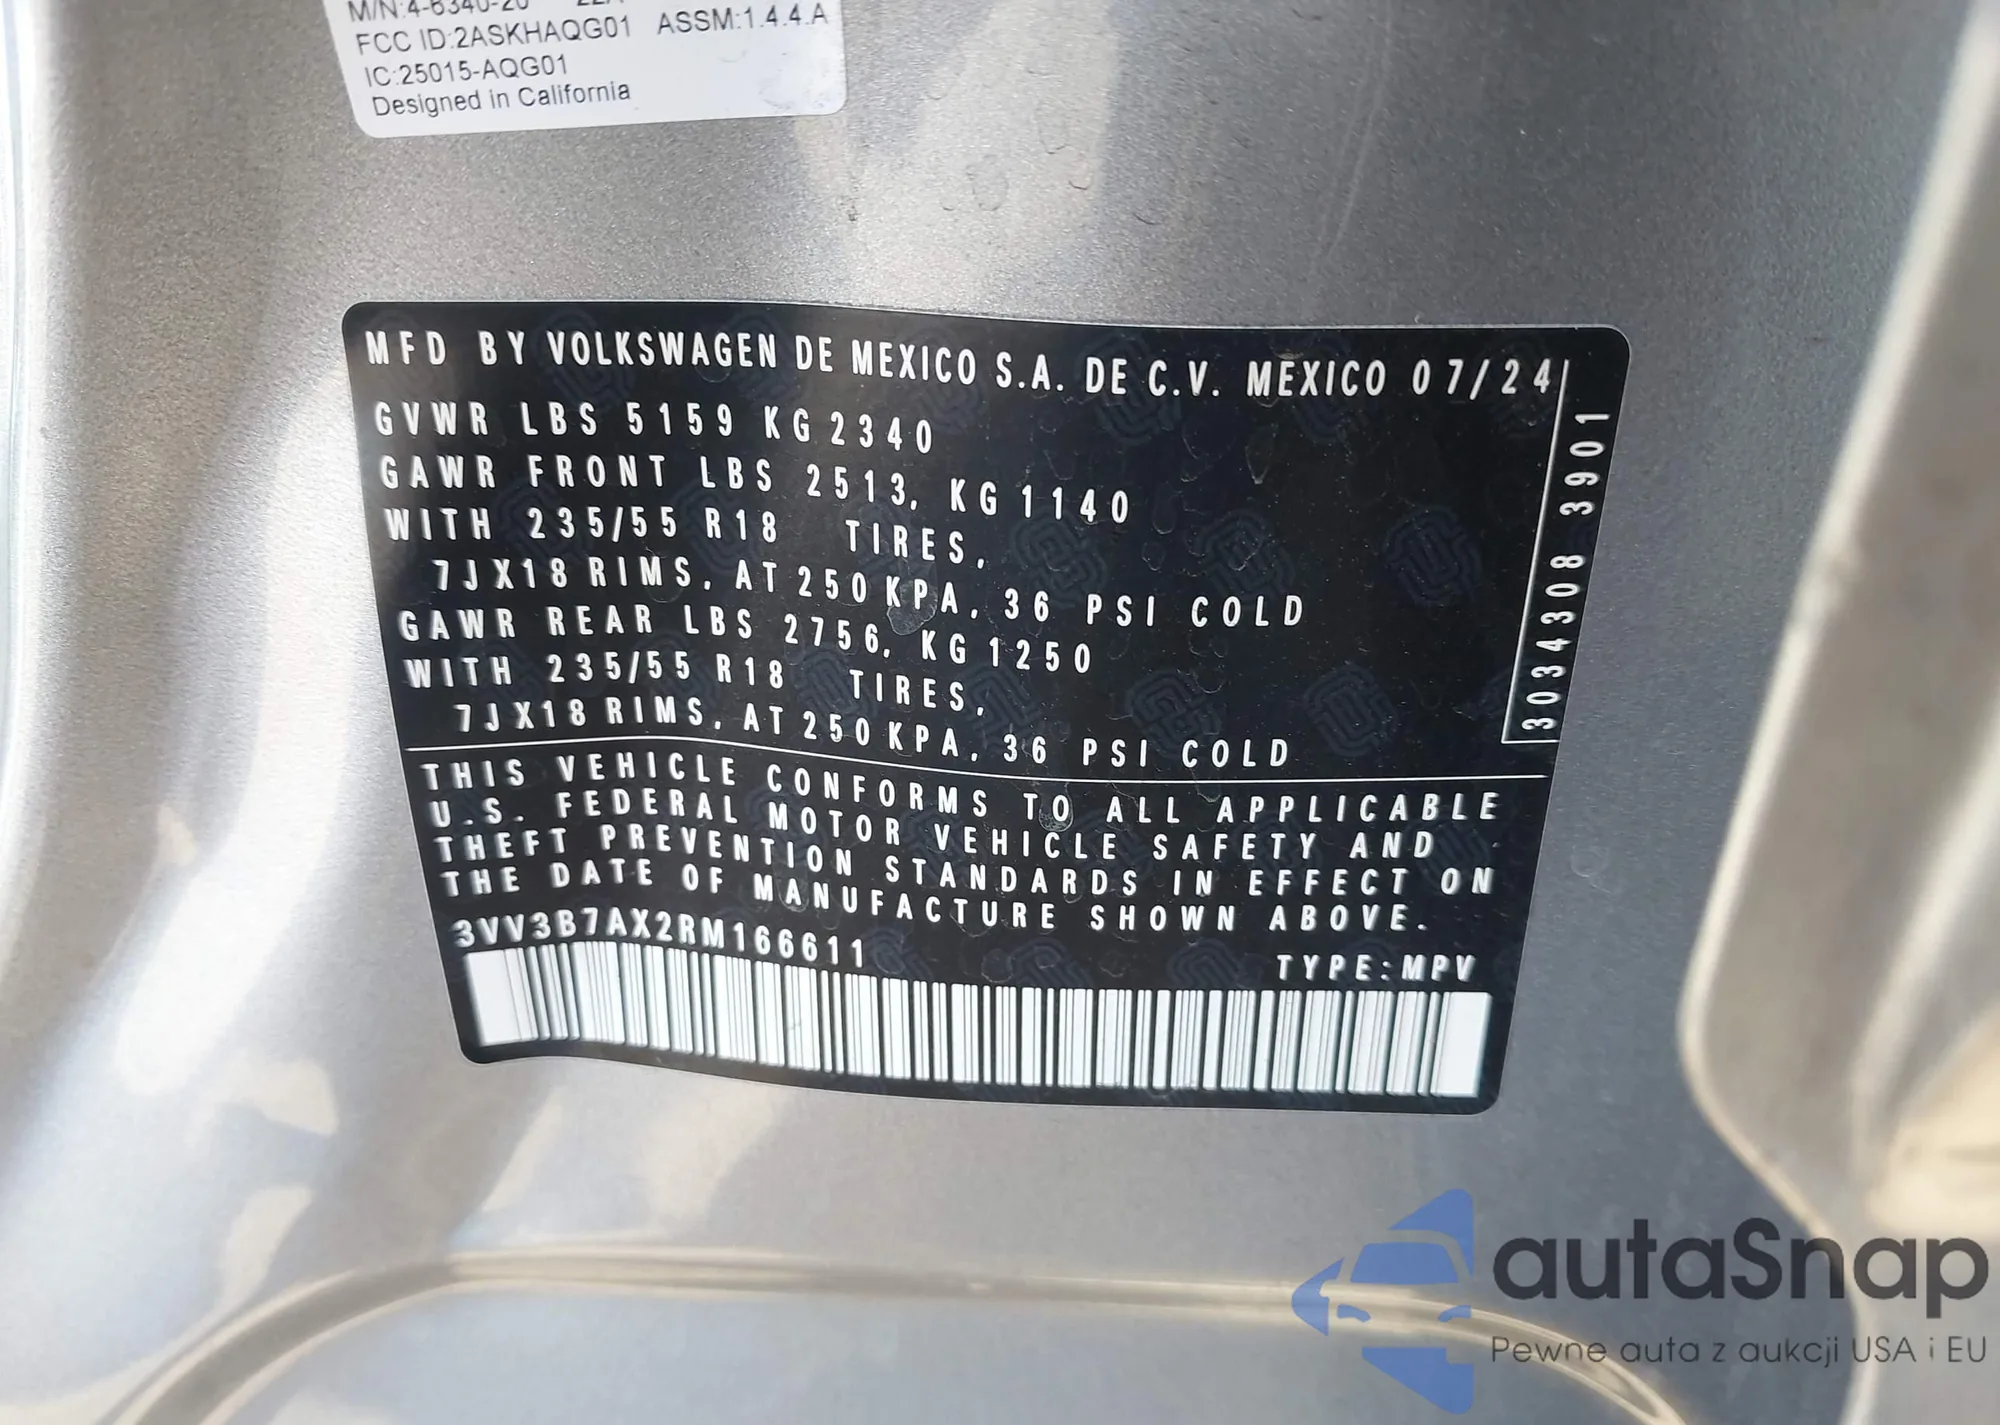 M/N:4-6340-20
FCC ID:2ASKHAQG01 ASSM:1.4.4.A
IC:25015-AQG01
Designed in California
MFD BY VOLKSWAGEN DE MEXICO S.A. DE C.V. MEXICO 07/24
GVWR LBS 5159 KG 2340
GAWR FRONT LBS 2513, KG 1140
WITH 235/55 R18 TIRES,
7JX18 RIMS, AT 250 KPA, 36 PSI COLD
GAWR REAR LBS 2756, KG 1250
WITH 235/55 R18 TIRES,
7JX18 RIMS, AT 250 KPA, 36 PSI COLD
3034308 3901
THIS VEHICLE CONFORMS TO ALL APPLICABLE
U.S. FEDERAL MOTOR VEHICLE SAFETY AND
THEFT PREVENTION STANDARDS IN EFFECT ON
THE DATE OF MANUFACTURE SHOWN ABOVE.
3VV3B7AX2RM166611
TYPE:MPV
autaSnap
Pewne auta z aukcji USA i EU